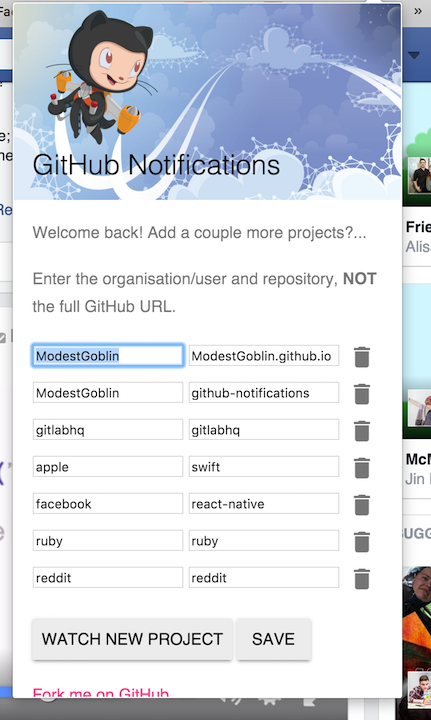 Fa
»
GitHub Notifications
Re
Frie
Alisa
Welcome back! Add a couple more projects?...
Enter the organisation/user and repository, NOT
the full GitHub URL.
ModestGoblin ModestGoblin.github.io
ModestGoblin github-notifications
gitlabhq gitlabhq
apple swift
McM
Jin
facebook react-native
UGG
ruby ruby
reddit reddit
WATCH NEW PROJECT SAVE
Fork me on GitHub